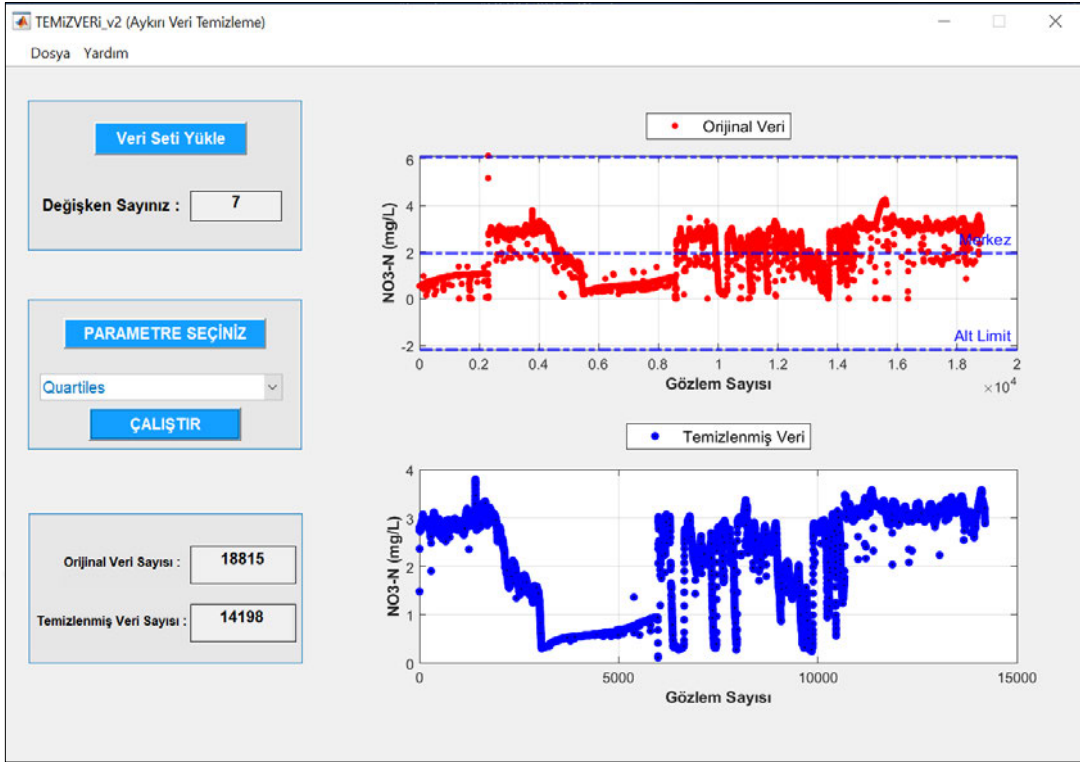 TEMiZVERi_v2 (Aykırı Veri Temizleme)
Dosya Yardım
Veri Seti Yükle
Değişken Sayınız : 7
PARAMETRE SEÇİNİZ
Quartiles
ÇALIŞTIR
Orijinal Veri Sayısı : 18815
Temizlenmiş Veri Sayısı : 14198
Orijinal Veri
NO3-N (mg/L)
6
4
2
0
-2
Merkez
Alt Limit
0 0.2 0.4 0.6 0.8 1 1.2 1.4 1.6 1.8 2
Gözlem Sayısı
×10⁴
Temizlenmiş Veri
NO3-N (mg/L)
4
3
2
1
0
0 5000 10000 15000
Gözlem Sayısı